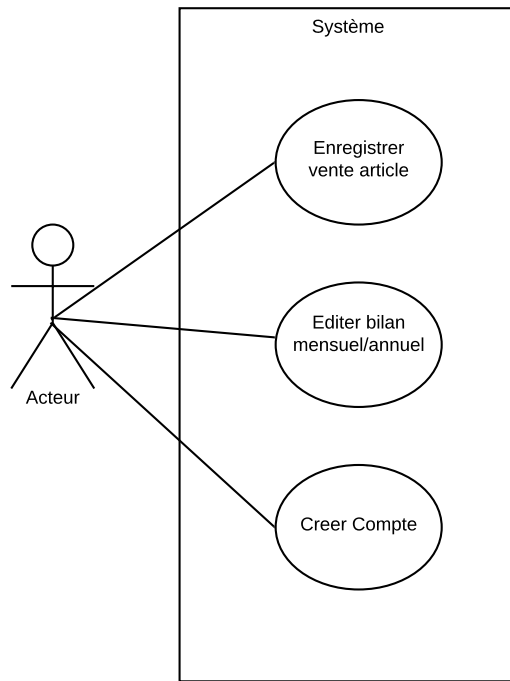 Système
Enregistrer
vente article
Editer bilan
mensuel/annuel
Acteur
Creer Compte